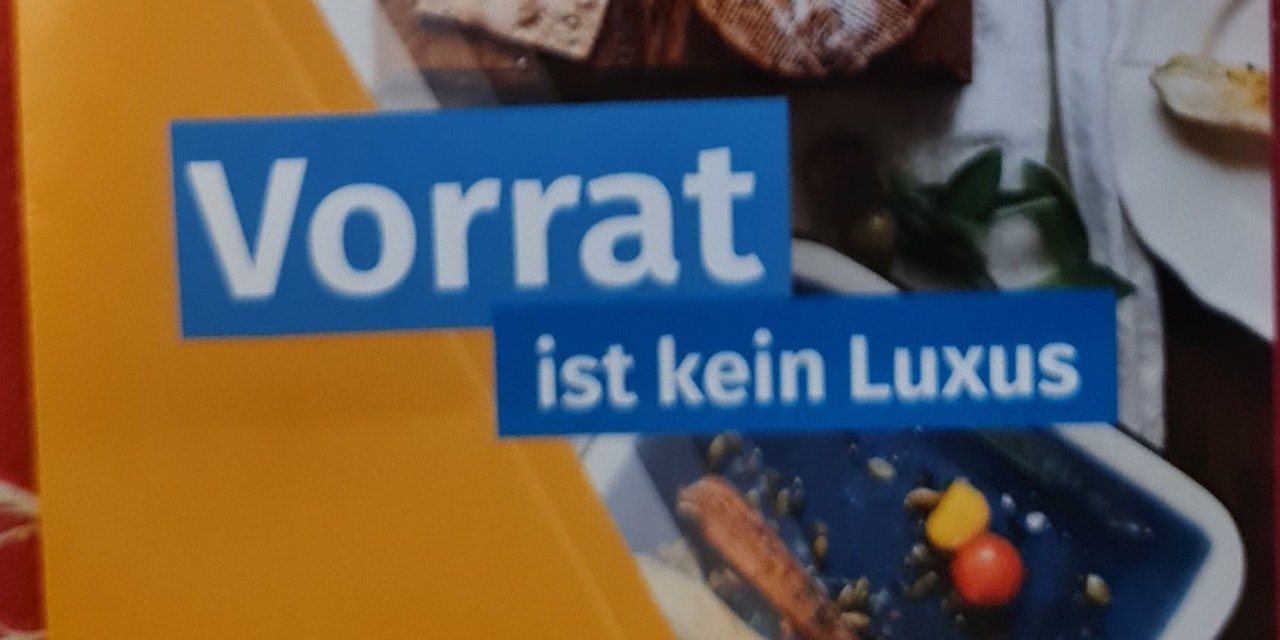 Vorrat
ist kein Luxus